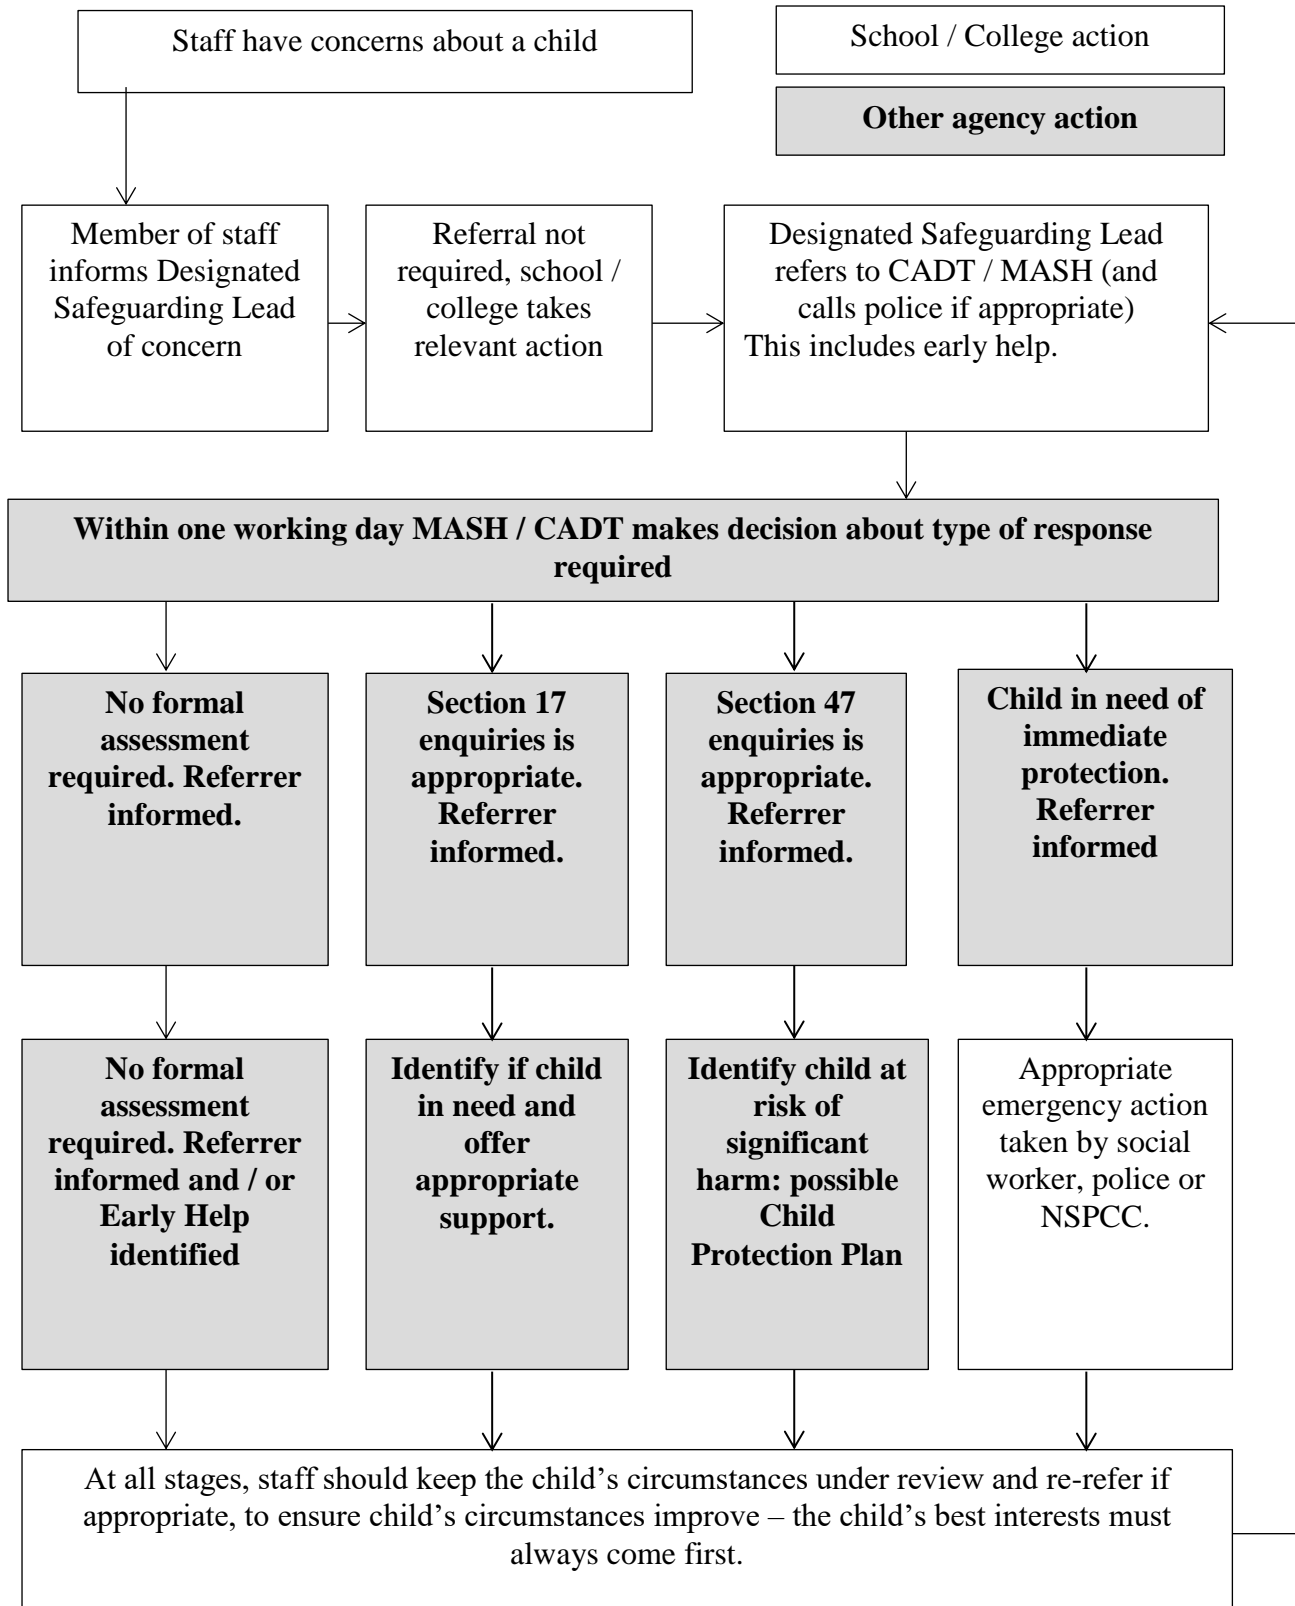 Staff have concerns about a child
School / College action
Other agency action
Member of staff
informs Designated
Safeguarding Lead
of concern
Referral not
required, school /
college takes
relevant action
Designated Safeguarding Lead
refers to CADT / MASH (and
calls police if appropriate)
This includes early help.
Within one working day MASH / CADT makes decision about type of response
required
No formal
assessment
required. Referrer
informed.
Section 17
enquiries is
appropriate.
Referrer
informed.
Section 47
enquiries is
appropriate.
Referrer
informed.
Child in need of
immediate
protection.
Referrer
informed
No formal
assessment
required. Referrer
informed and / or
Early Help
identified
Identify if child
in need and
offer
appropriate
support.
Identify child at
risk of
significant
harm: possible
Child
Protection Plan
Appropriate
emergency action
taken by social
worker, police or
NSPCC.
At all stages, staff should keep the child’s circumstances under review and re-refer if
appropriate, to ensure child’s circumstances improve – the child’s best interests must
always come first.